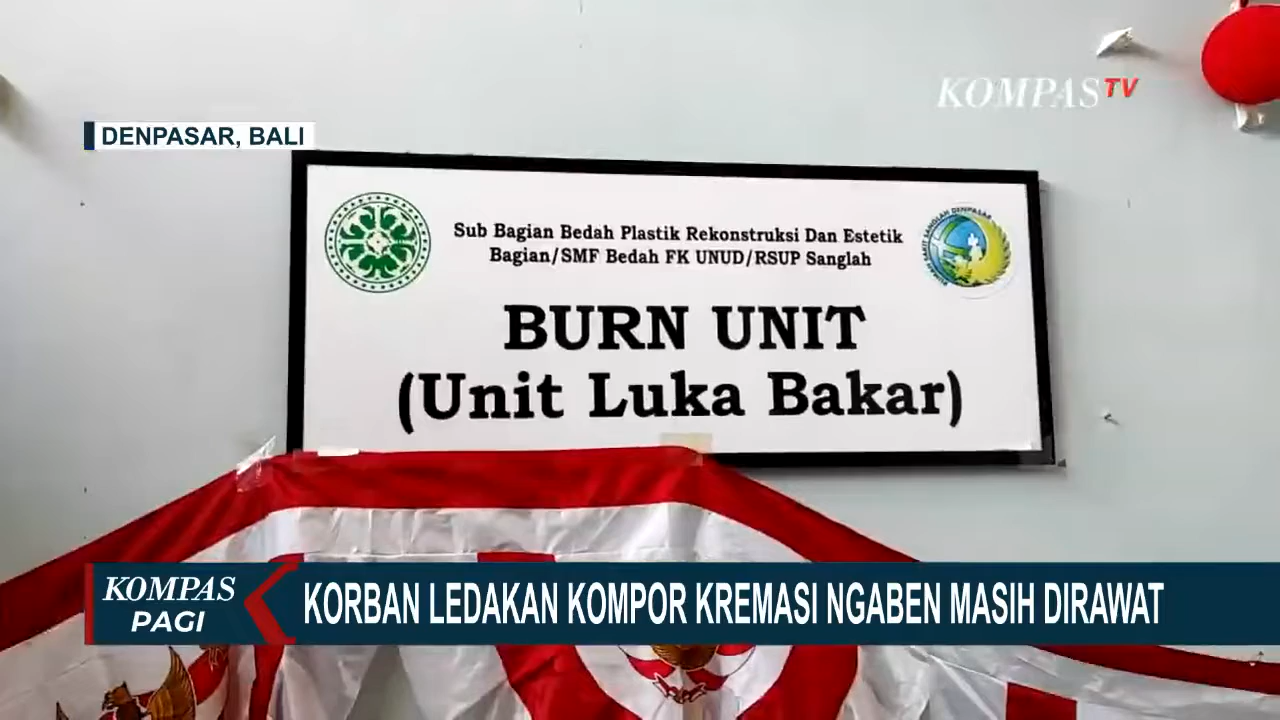 KOMPASTV
DENPASAR, BALI
Sub Bagian Bedah Plastik Rekonstruksi Dan Estetik
Bagian/SMF Bedah FK UNUD/RSUP Sanglah
BURN UNIT
(Unit Luka Bakar)
KOMPAS
PAGI
KORBAN LEDAKAN KOMPOR KREMASI NGABEN MASIH DIRAWAT